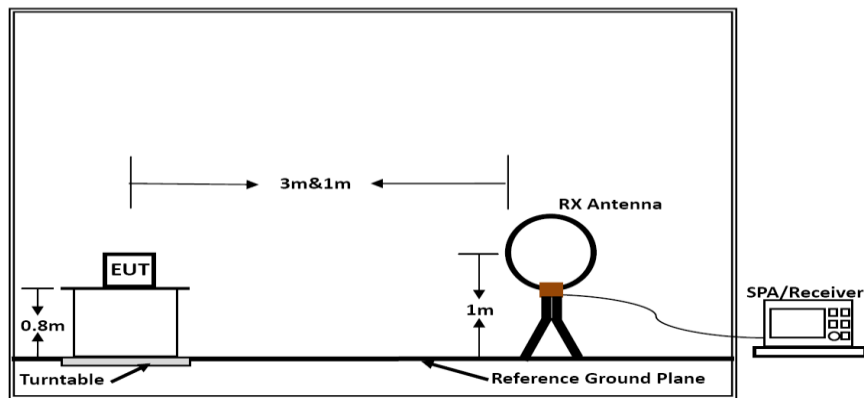 3m&1m
RX Antenna
EUT
SPA/Receiver
0.8m
1m
Turntable
Reference Ground Plane